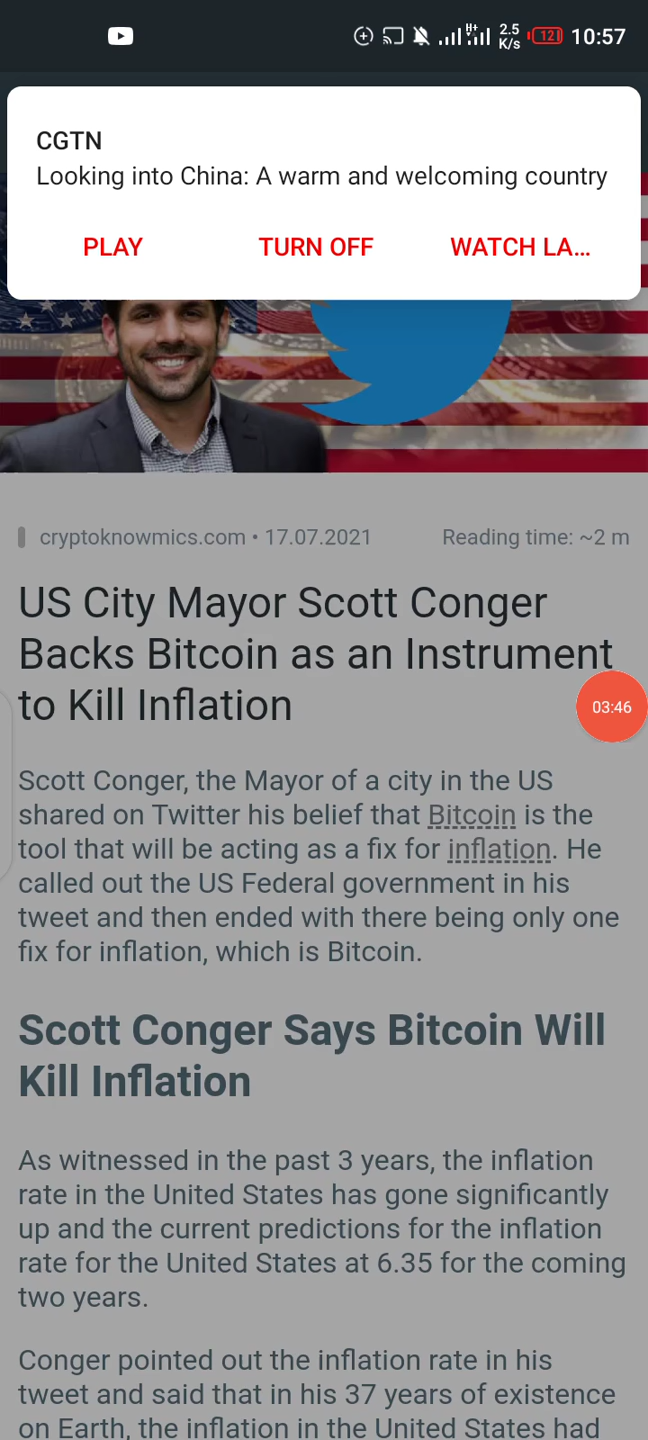 H+
2.5
K/s
12
10:57
CGTN
Looking into China: A warm and welcoming country
PLAY
TURN OFF
WATCH LA...
cryptoknowmics.com • 17.07.2021
Reading time: ~2 m
US City Mayor Scott Conger
Backs Bitcoin as an Instrument
to Kill Inflation
03:46
Scott Conger, the Mayor of a city in the US
shared on Twitter his belief that Bitcoin is the
tool that will be acting as a fix for inflation. He
called out the US Federal government in his
tweet and then ended with there being only one
fix for inflation, which is Bitcoin.
Scott Conger Says Bitcoin Will
Kill Inflation
As witnessed in the past 3 years, the inflation
rate in the United States has gone significantly
up and the current predictions for the inflation
rate for the United States at 6.35 for the coming
two years.
Conger pointed out the inflation rate in his
tweet and said that in his 37 years of existence
on Earth, the inflation in the United States had